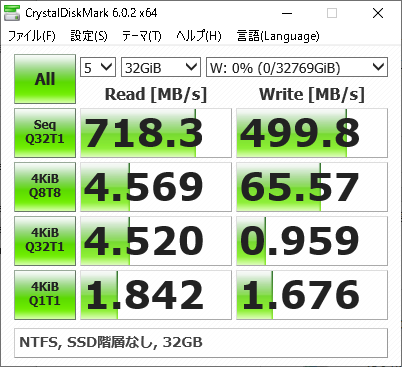 CrystalDiskMark 6.0.2 x64
ファイル(F) 設定(S) テーマ(T) ヘルプ(H) 言語(Language)
All 5 32GiB W: 0% (0/32769GiB)
Read [MB/s] Write [MB/s]
Seq Q32T1 718.3 499.8
4KiB Q8T8 4.569 65.57
4KiB Q32T1 4.520 0.959
4KiB Q1T1 1.842 1.676
NTFS, SSD階層なし, 32GB